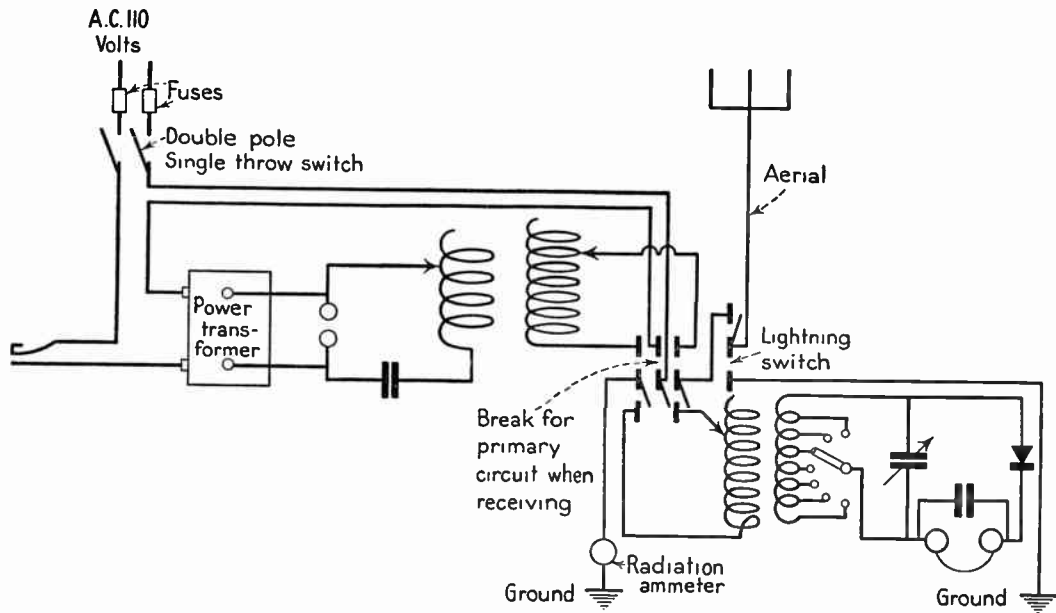 A.C. 110
Volts
Fuses
Double pole
Single throw switch
Aerial
Power
trans-
former
Lightning
switch
Break for
primary
circuit when
receiving
Radiation
ammeter
Ground
Ground